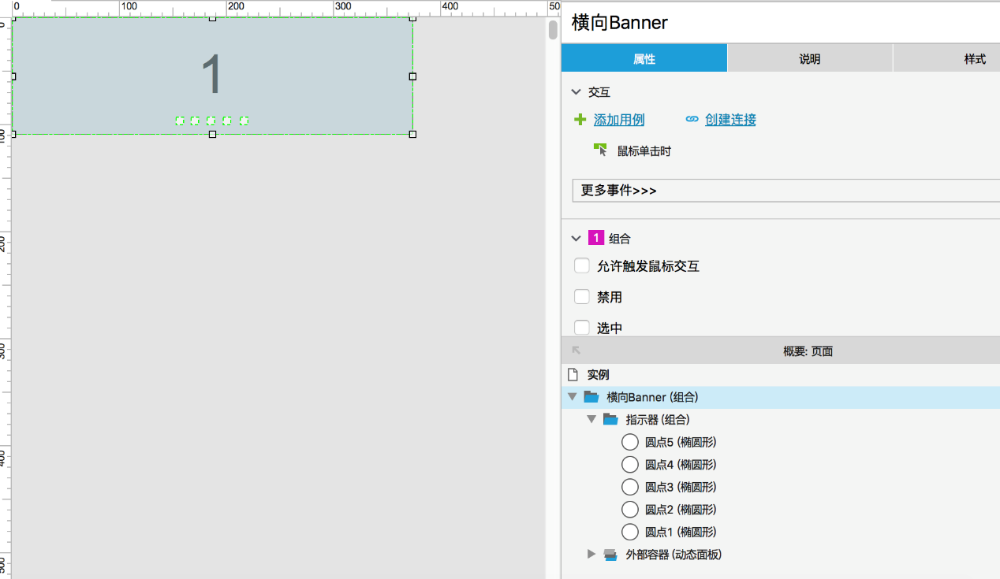 0 100 200 300 400 50
0
100
200
300
400
500
1
横向Banner
属性 说明 样式
交互
添加用例 创建连接
鼠标单击时
更多事件>>>
1 组合
允许触发鼠标交互
禁用
选中
概要: 页面
实例
横向Banner (组合)
指示器 (组合)
圆点5 (椭圆形)
圆点4 (椭圆形)
圆点3 (椭圆形)
圆点2 (椭圆形)
圆点1 (椭圆形)
外部容器 (动态面板)